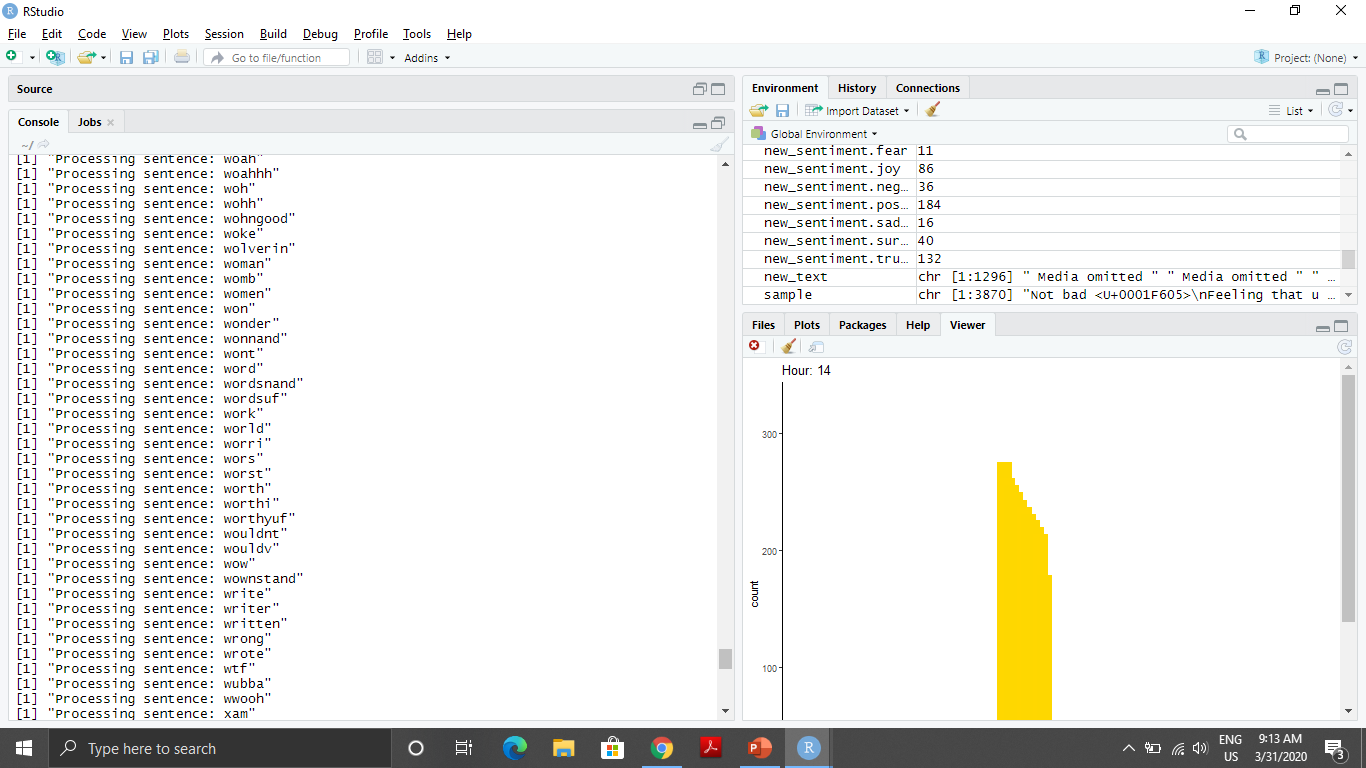 RStudio
File Edit Code View Plots Session Build Debug Profile Tools Help
Go to file/function Addins Project: (None)
Source
Console Jobs
~/
[1] "Processing sentence: woah"
[1] "Processing sentence: woahhh"
[1] "Processing sentence: woh"
[1] "Processing sentence: wohh"
[1] "Processing sentence: wohngood"
[1] "Processing sentence: woke"
[1] "Processing sentence: wolverin"
[1] "Processing sentence: woman"
[1] "Processing sentence: womb"
[1] "Processing sentence: women"
[1] "Processing sentence: won"
[1] "Processing sentence: wonder"
[1] "Processing sentence: wonnand"
[1] "Processing sentence: wont"
[1] "Processing sentence: word"
[1] "Processing sentence: wordsnand"
[1] "Processing sentence: wordsuf"
[1] "Processing sentence: work"
[1] "Processing sentence: world"
[1] "Processing sentence: worri"
[1] "Processing sentence: wors"
[1] "Processing sentence: worst"
[1] "Processing sentence: worth"
[1] "Processing sentence: worthi"
[1] "Processing sentence: worthyuf"
[1] "Processing sentence: wouldnt"
[1] "Processing sentence: wouldv"
[1] "Processing sentence: wow"
[1] "Processing sentence: wownstand"
[1] "Processing sentence: write"
[1] "Processing sentence: writer"
[1] "Processing sentence: written"
[1] "Processing sentence: wrong"
[1] "Processing sentence: wrote"
[1] "Processing sentence: wtf"
[1] "Processing sentence: wubba"
[1] "Processing sentence: wwooh"
[1] "Processing sentence: xam"
Environment History Connections
Import Dataset List
Global Environment
new_sentiment.fear 11
new_sentiment.joy 86
new_sentiment.neg… 36
new_sentiment.pos… 184
new_sentiment.sad… 16
new_sentiment.sur… 40
new_sentiment.tru… 132
new_text chr [1:1296] " Media omitted " " Media omitted " " …
sample chr [1:3870] "Not bad <U+0001F605>\nFeeling that u …
Files Plots Packages Help Viewer
Hour: 14
300
200
100
count
Type here to search
ENG
US
9:13 AM
3/31/2020
3